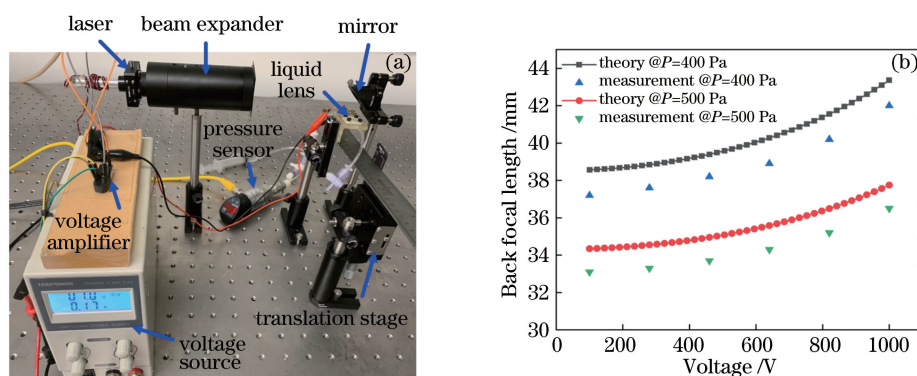 laser
beam expander
mirror
(a)
liquid
lens
pressure
sensor
voltage
amplifier
translation stage
voltage
source
(b)
theory @P=400 Pa
measurement @P=400 Pa
theory @P=500 Pa
measurement @P=500 Pa
Back focal length /mm
44
42
40
38
36
34
32
30
0
200
400
600
800
1000
Voltage /V